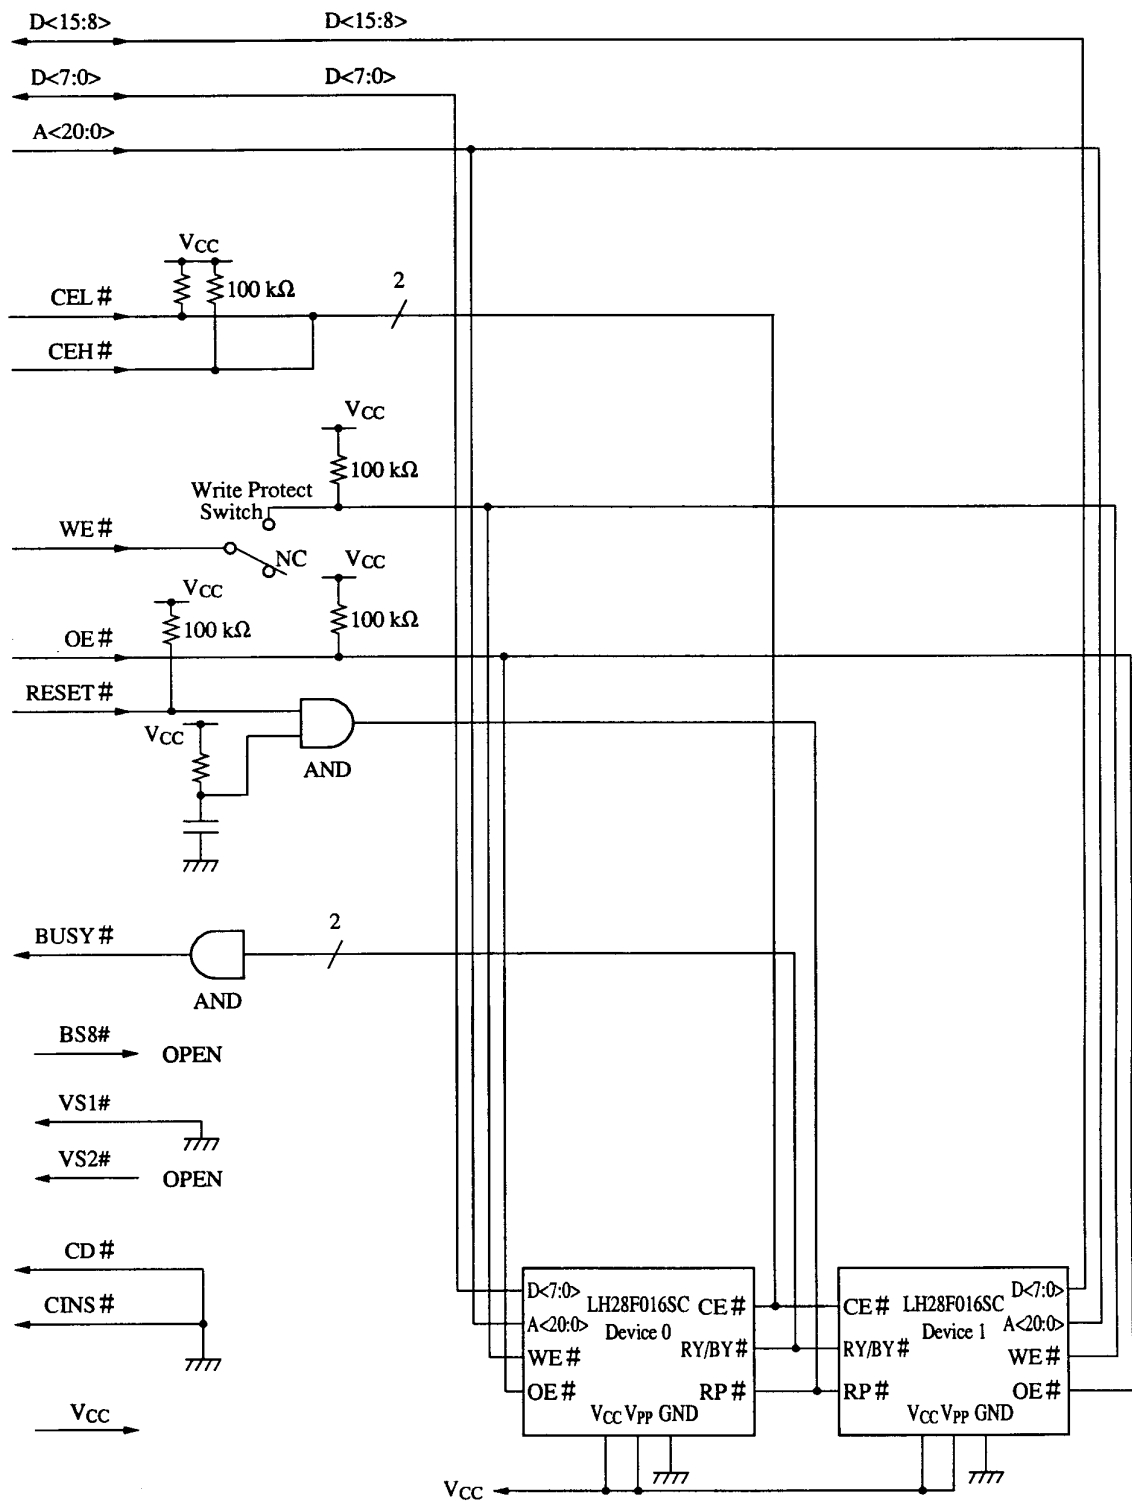 D<15:8> D<15:8>
D<7:0> D<7:0>
A<20:0>
VCC
2
100 kΩ
CEL#
CEH#
VCC
100 kΩ
Write Protect
Switch
WE#
NC
VCC
VCC
100 kΩ
100 kΩ
OE#
RESET#
VCC
AND
2
BUSY#
AND
BS8#
OPEN
VS1#
VS2#
OPEN
CD#
CINS#
VCC
D<7:0>
LH28F016SC
CE#
A<20:0>
Device 0
RY/BY#
WE#
OE#
RP#
VCC VPP GND
D<7:0>
CE#
LH28F016SC
A<20:0>
Device 1
RY/BY#
WE#
RP#
OE#
VCC VPP GND
VCC